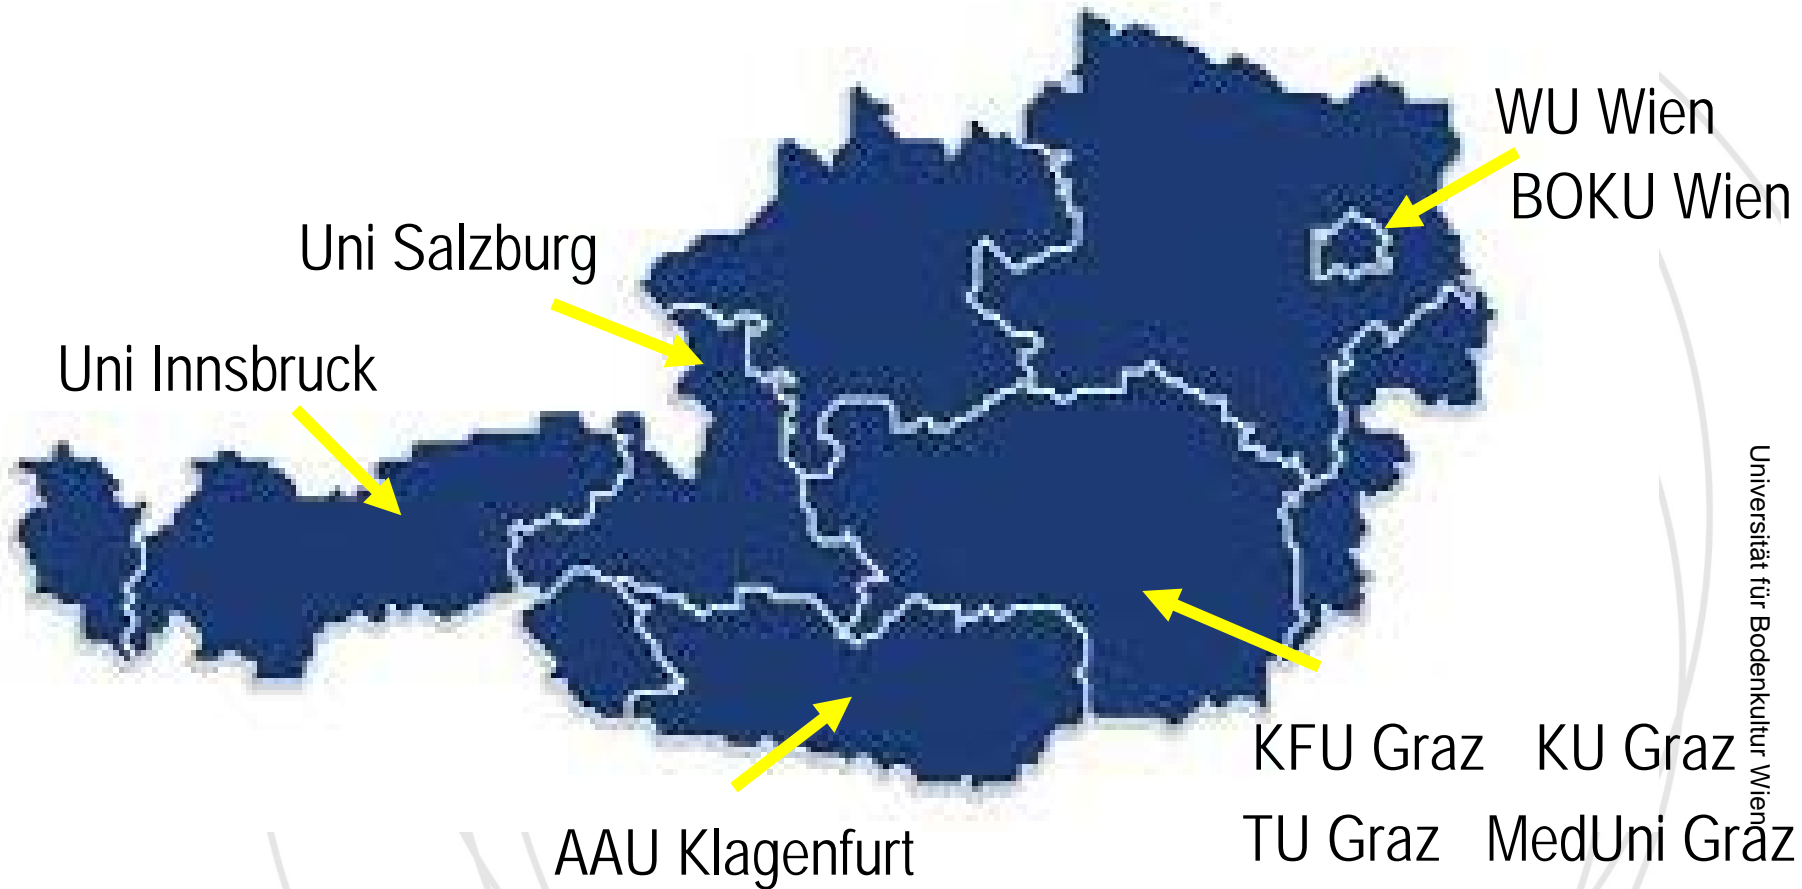 WU Wien
BOKU Wien
Uni Salzburg
Uni Innsbruck
Universität für Bodenkultur Wien
KFU Graz KU Graz
TU Graz MedUni Graz
AAU Klagenfurt